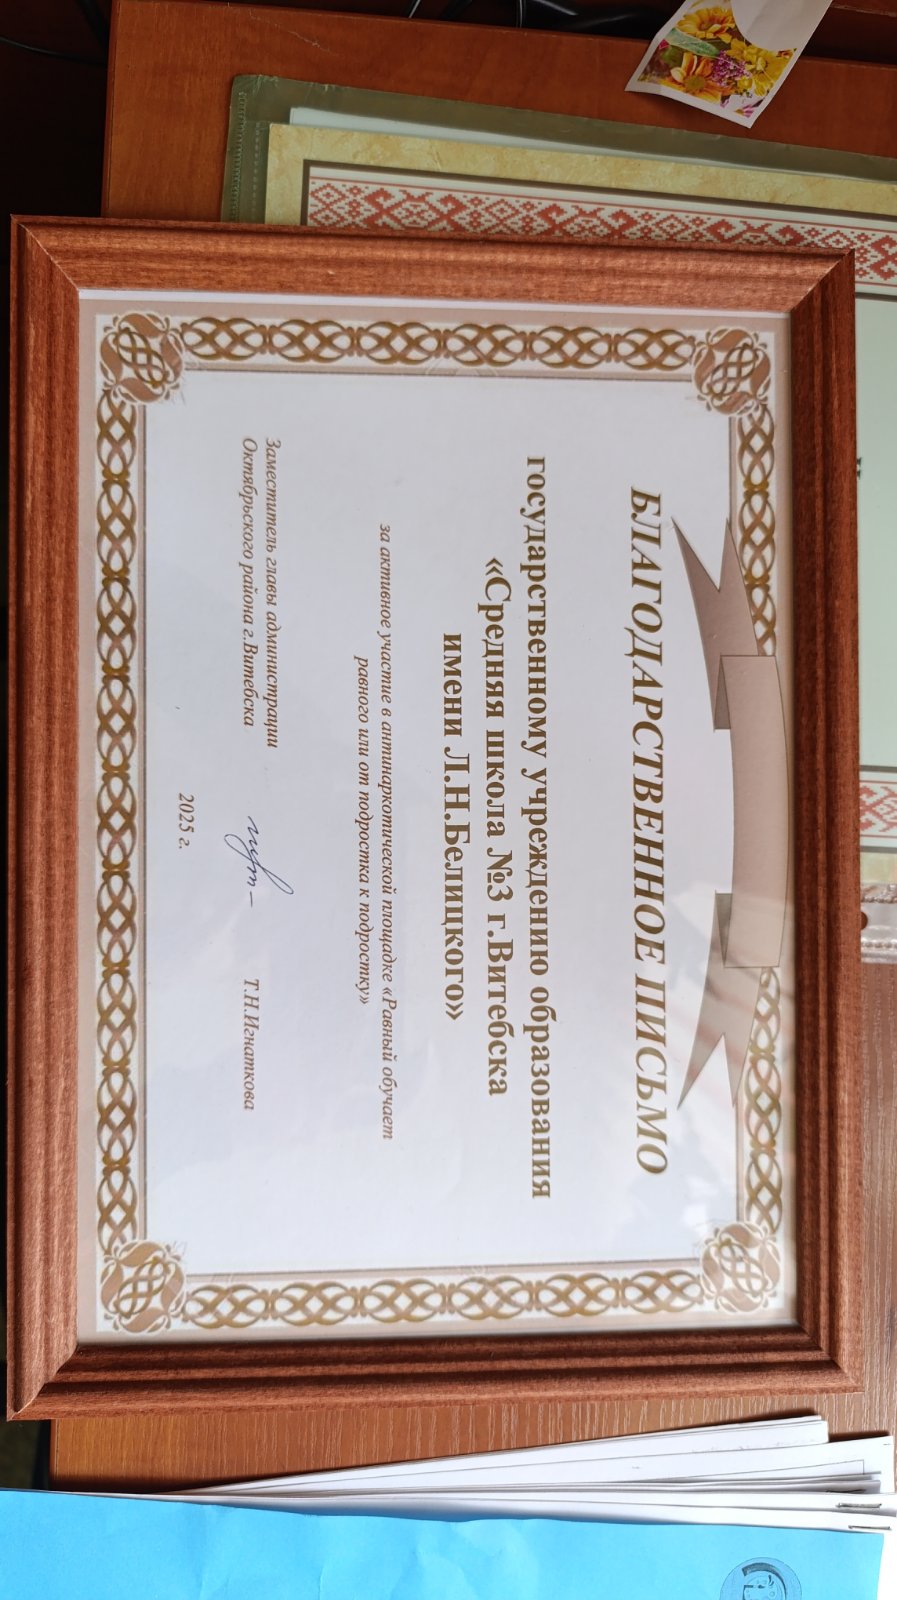 БЛАГОДАРСТВЕННОЕ ПИСЬМО
государственному учреждению образования
«Средняя школа №3 г.Витебска
имени Л.Н.Белицкого»
за активное участие в антинаркотической площадке «Равный обучает
равного или от подростка к подростку»
Заместитель главы администрации
Октябрьского района г.Витебска
Т.Н.Игнаткова
2025 г.